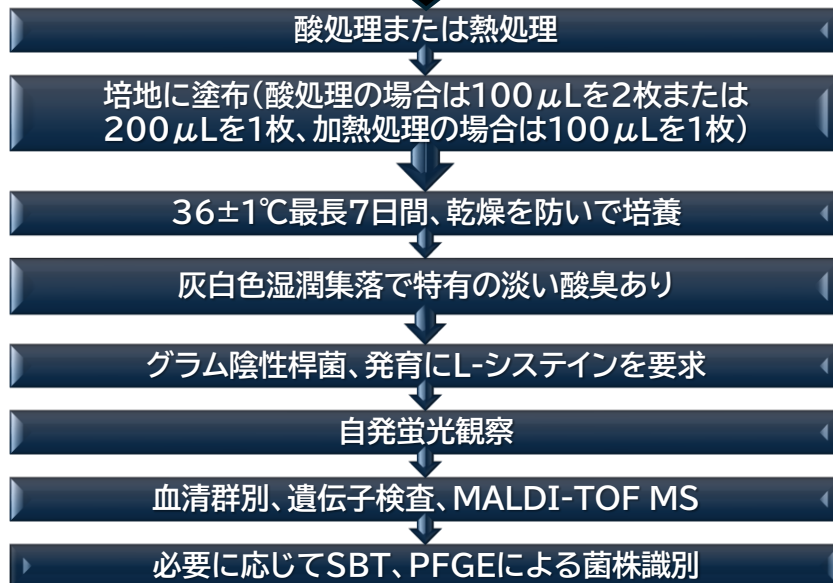 酸処理または熱処理
培地に塗布(酸処理の場合は100μLを2枚または
200μLを1枚、加熱処理の場合は100μLを1枚)
36±1℃最長7日間、乾燥を防いで培養
灰白色湿潤集落で特有の淡い酸臭あり
グラム陰性桿菌、発育にL-システインを要求
自発蛍光観察
血清群別、遺伝子検査、MALDI-TOF MS
必要に応じてSBT、PFGEによる菌株識別